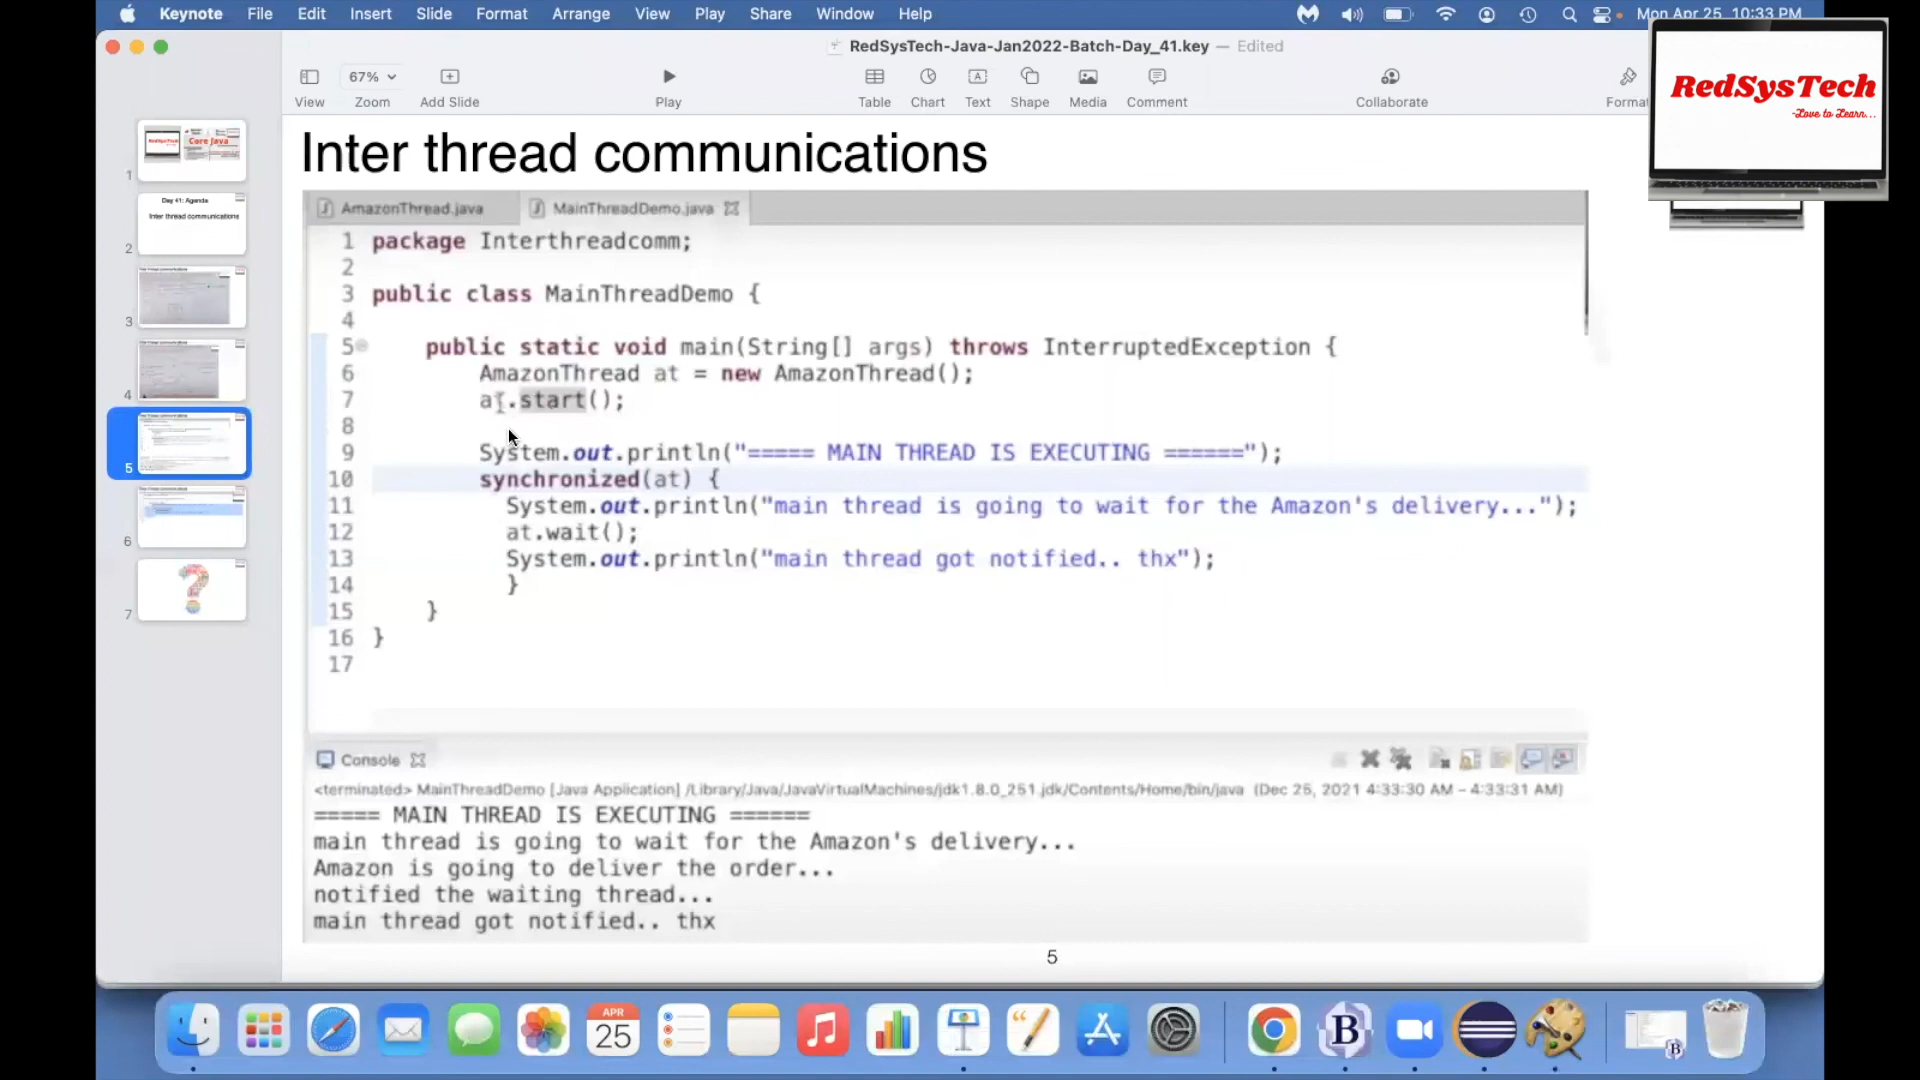 Keynote File Edit Insert Slide Format Arrange View Play Share Window Help
Mon Apr 25 10:33 PM
RedSysTech-Java-Jan2022-Batch-Day_41.key — Edited
67%
View Zoom Add Slide Play Table Chart Text Shape Media Comment Collaborate Format
RedSysTech
-Love to Learn...
Core Java
1
Day 41: Agenda
Inter thread communications
2
3
4
5
6
7
Inter thread communications
AmazonThread.java MainThreadDemo.java
1 package Interthreadcomm;
2
3 public class MainThreadDemo {
4
5 public static void main(String[] args) throws InterruptedException {
6 AmazonThread at = new AmazonThread();
7 at.start();
8
9 System.out.println("===== MAIN THREAD IS EXECUTING ======");
10 synchronized(at) {
11 System.out.println("main thread is going to wait for the Amazon's delivery...");
12 at.wait();
13 System.out.println("main thread got notified.. thx");
14 }
15 }
16 }
17
Console
<terminated> MainThreadDemo [Java Application] /Library/Java/JavaVirtualMachines/jdk1.8.0_251.jdk/Contents/Home/bin/java (Dec 25, 2021 4:33:30 AM – 4:33:31 AM)
===== MAIN THREAD IS EXECUTING ======
main thread is going to wait for the Amazon's delivery...
Amazon is going to deliver the order...
notified the waiting thread...
main thread got notified.. thx
5
APR
25